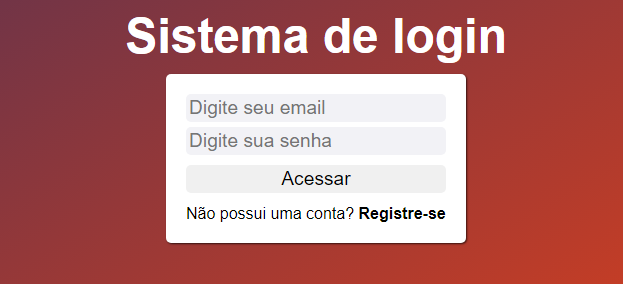 Sistema de login
Digite seu email
Digite sua senha
Acessar
Não possui uma conta? Registre-se